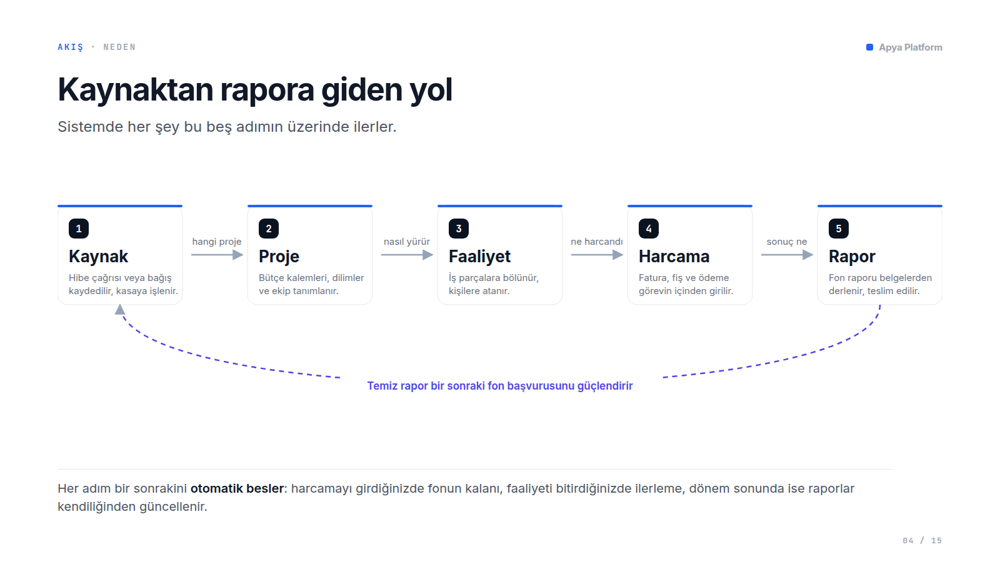 AKIŞ · NEDEN
Apya Platform
Kaynaktan rapora giden yol
Sistemde her şey bu beş adımın üzerinde ilerler.
1
Kaynak
Hibe çağrısı veya bağış
kaydedilir, kasaya işlenir.
hangi proje
2
Proje
Bütçe kalemleri, dilimler
ve ekip tanımlanır.
nasıl yürür
3
Faaliyet
İş parçalara bölünür,
kişilere atanır.
ne harcandı
4
Harcama
Fatura, fiş ve ödeme
görevin içinden girilir.
sonuç ne
5
Rapor
Fon raporu belgelerden
derlenir, teslim edilir.
Temiz rapor bir sonraki fon başvurusunu güçlendirir
Her adım bir sonrakini otomatik besler: harcamayı girdiğinizde fonun kalanı, faaliyeti bitirdiğinizde ilerleme, dönem sonunda ise raporlar
kendiliğinden güncellenir.
04 / 15